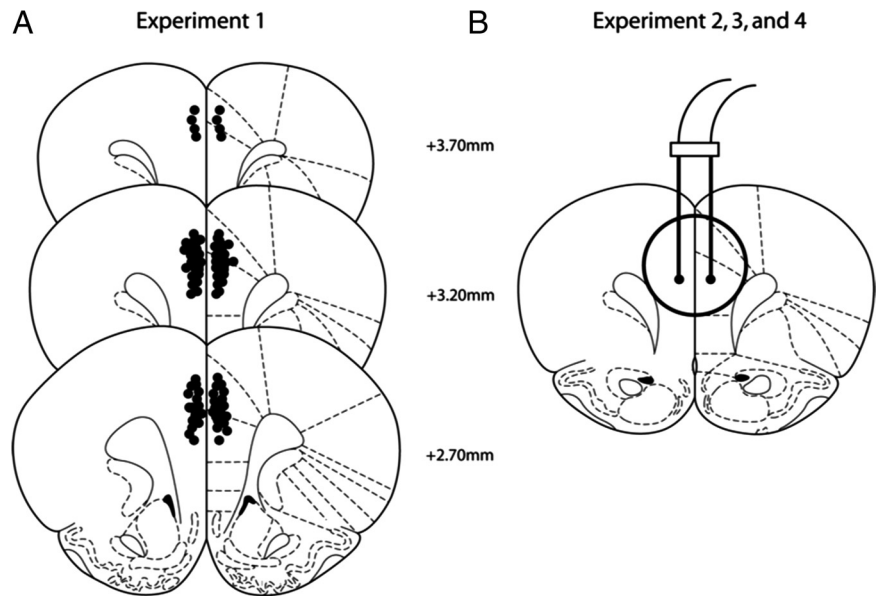 A
Experiment 1
B
Experiment 2, 3, and 4
+3.70mm
+3.20mm
+2.70mm